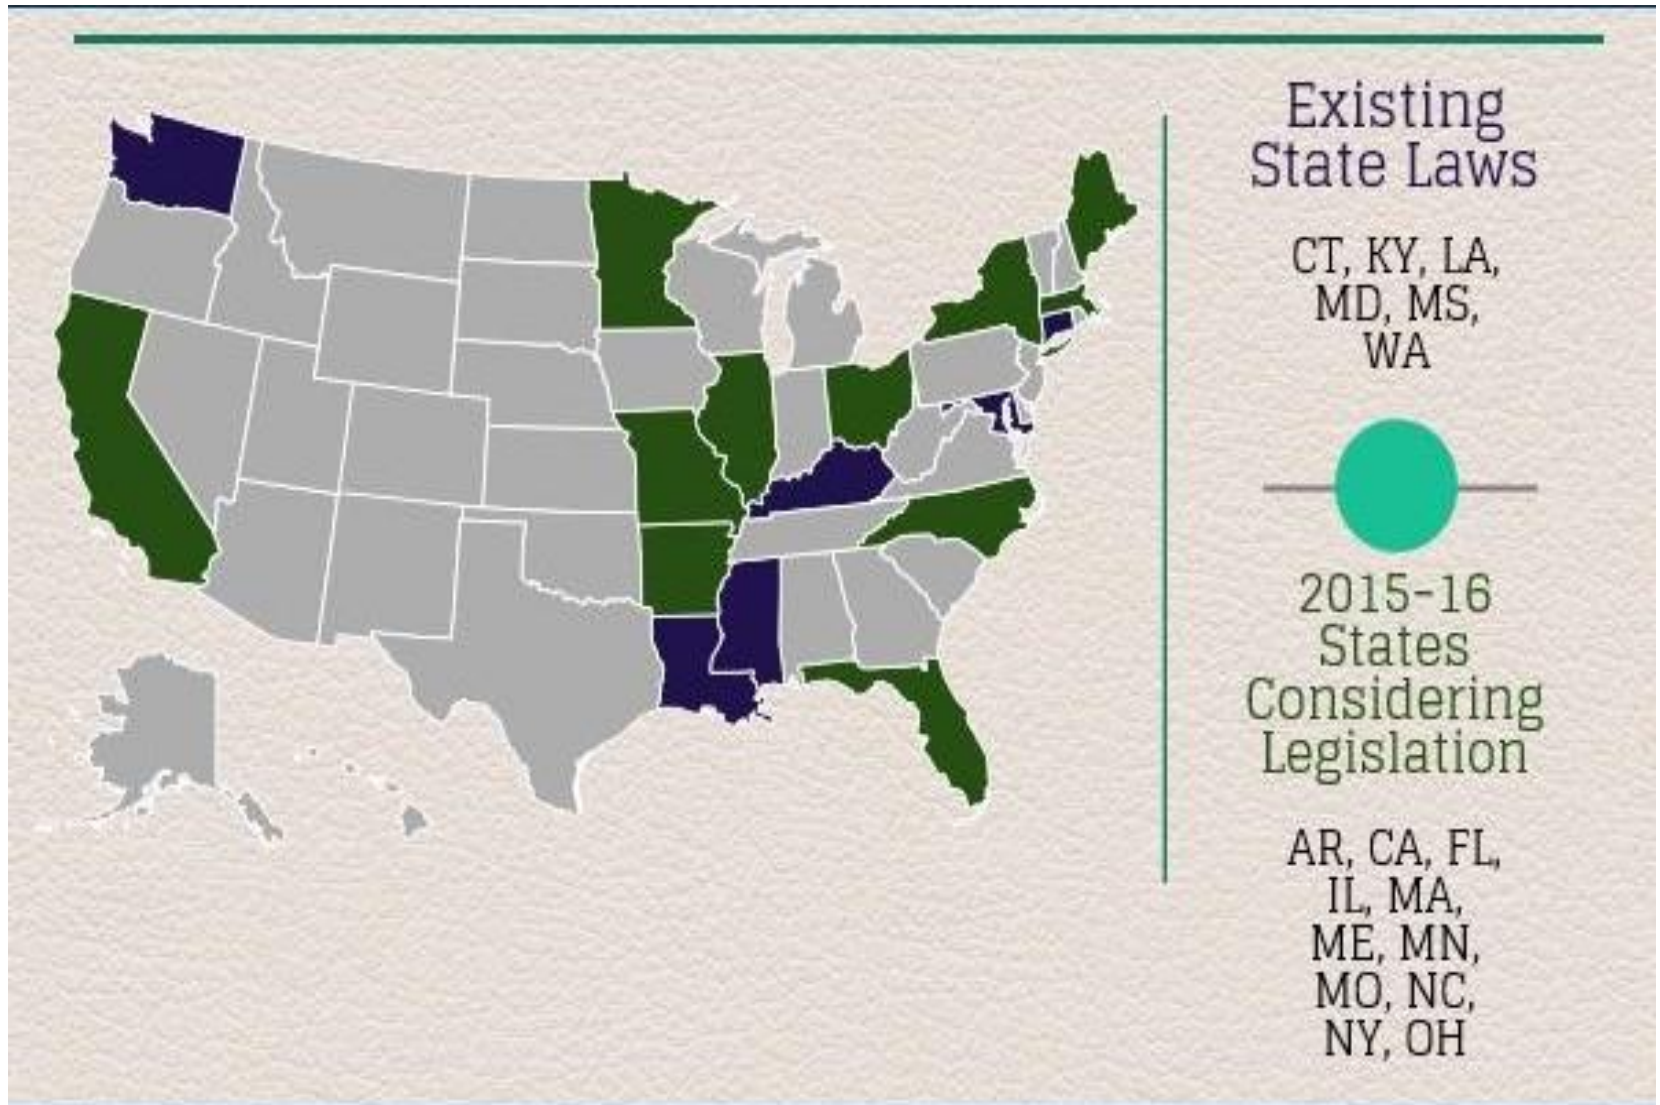 Existing
State Laws
CT, KY, LA,
MD, MS,
WA
2015-16
States
Considering
Legislation
AR, CA, FL,
IL, MA,
ME, MN,
MO, NC,
NY, OH